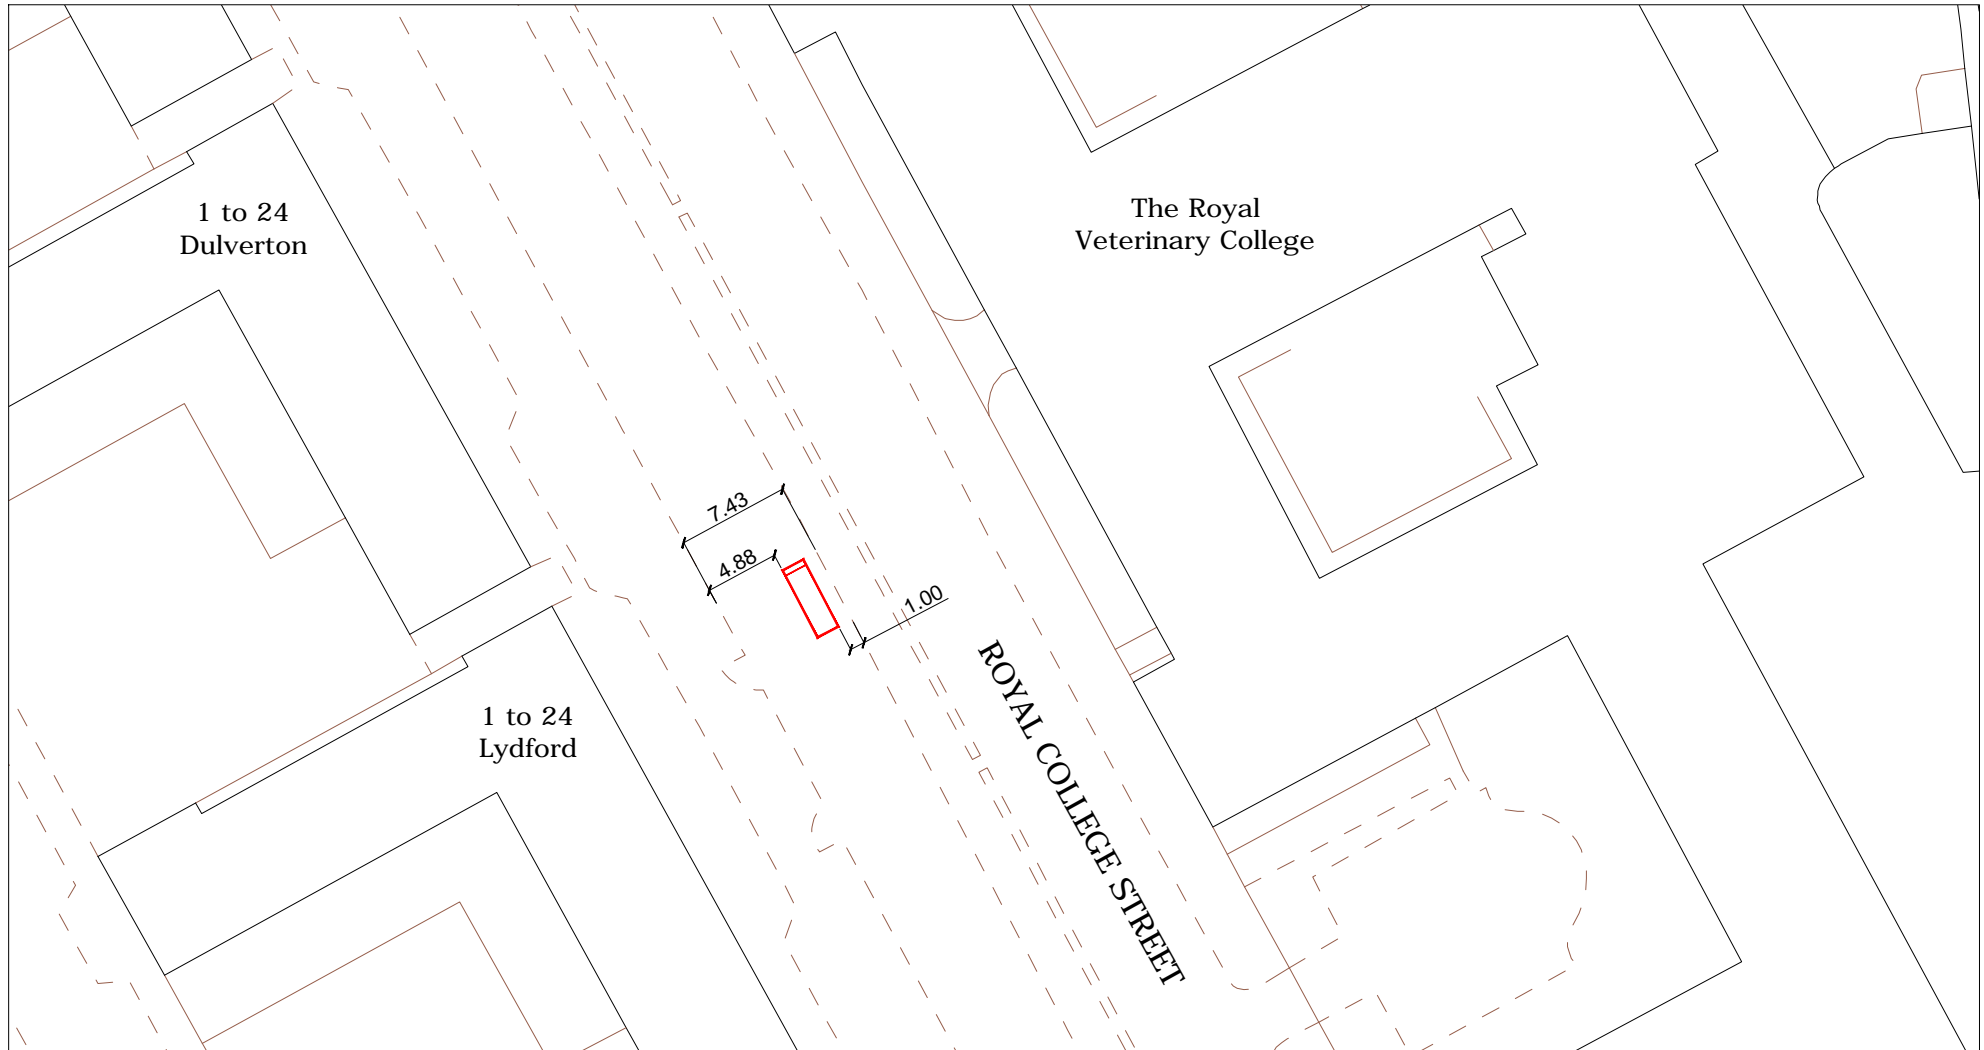 1 to 24
Dulverton
The Royal
Veterinary College
7.43
4.88
1.00
1 to 24
Lydford
ROYAL COLLEGE STREET